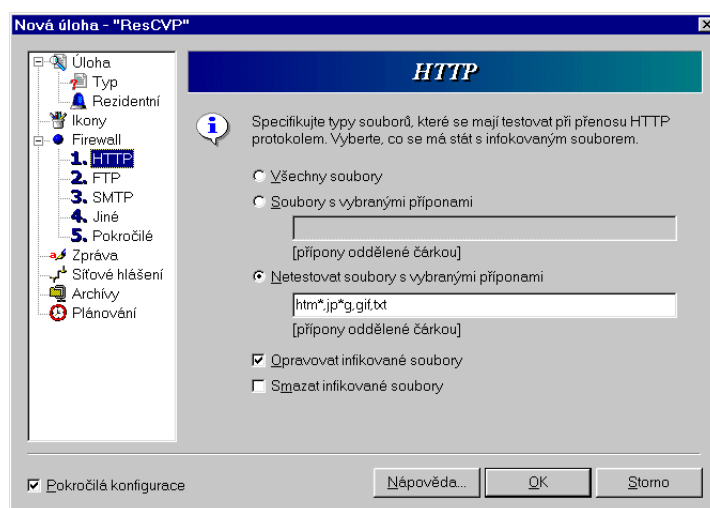 Nová úloha - "ResCVP"
Úloha
Typ
Rezidentní
Ikony
Firewall
1. HTTP
2. FTP
3. SMTP
4. Jiné
5. Pokročilé
Zpráva
Síťové hlášení
Archívy
Plánování
HTTP
Specifikujte typy souborů, které se mají testovat při přenosu HTTP
protokolem. Vyberte, co se má stát s infokovaným souborem.
Všechny soubory
Soubory s vybranými příponami
[přípony oddělené čárkou]
Netestovat soubory s vybranými příponami
htm*,jp*g,gif,txt
[přípony oddělené čárkou]
Opravovat infikované soubory
Smazat infikované soubory
Pokročilá konfigurace
Nápověda...
OK
Storno